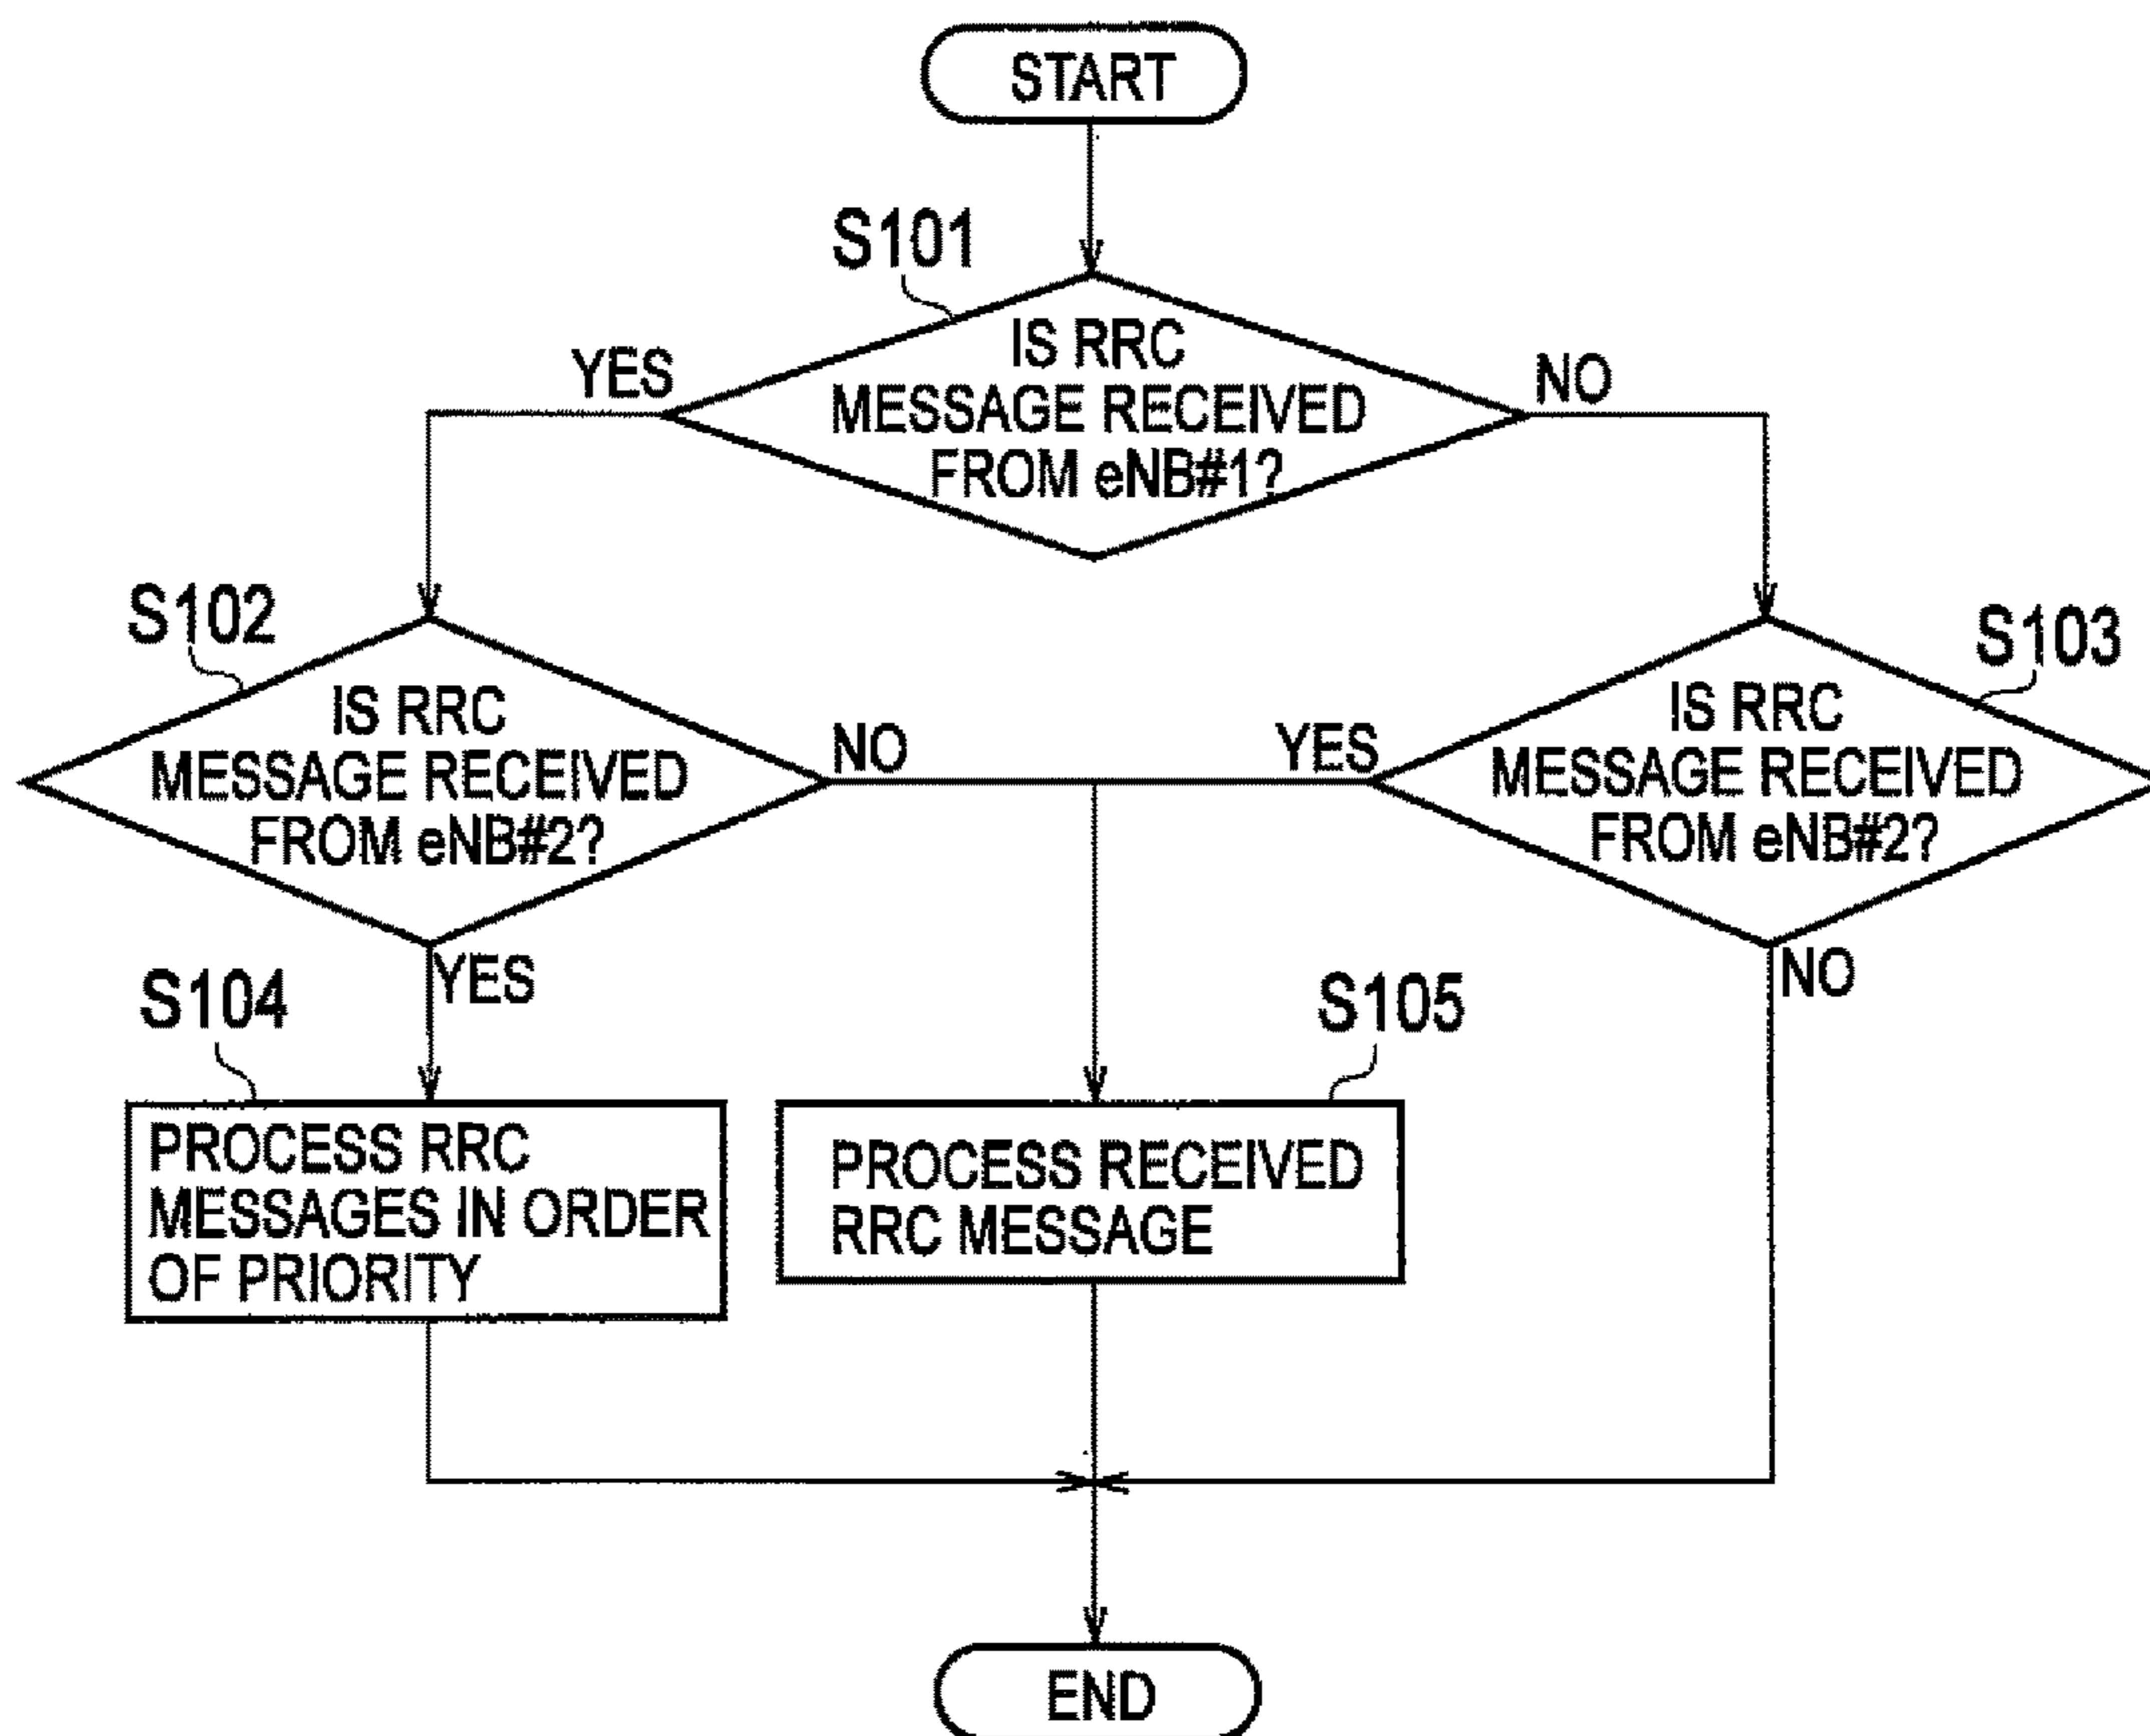 START
S101
IS RRC
MESSAGE RECEIVED
FROM eNB#1?
YES
NO
S102
IS RRC
MESSAGE RECEIVED
FROM eNB#2?
NO
YES
S103
IS RRC
MESSAGE RECEIVED
FROM eNB#2?
YES
NO
S104
PROCESS RRC
MESSAGES IN ORDER
OF PRIORITY
S105
PROCESS RECEIVED
RRC MESSAGE
END